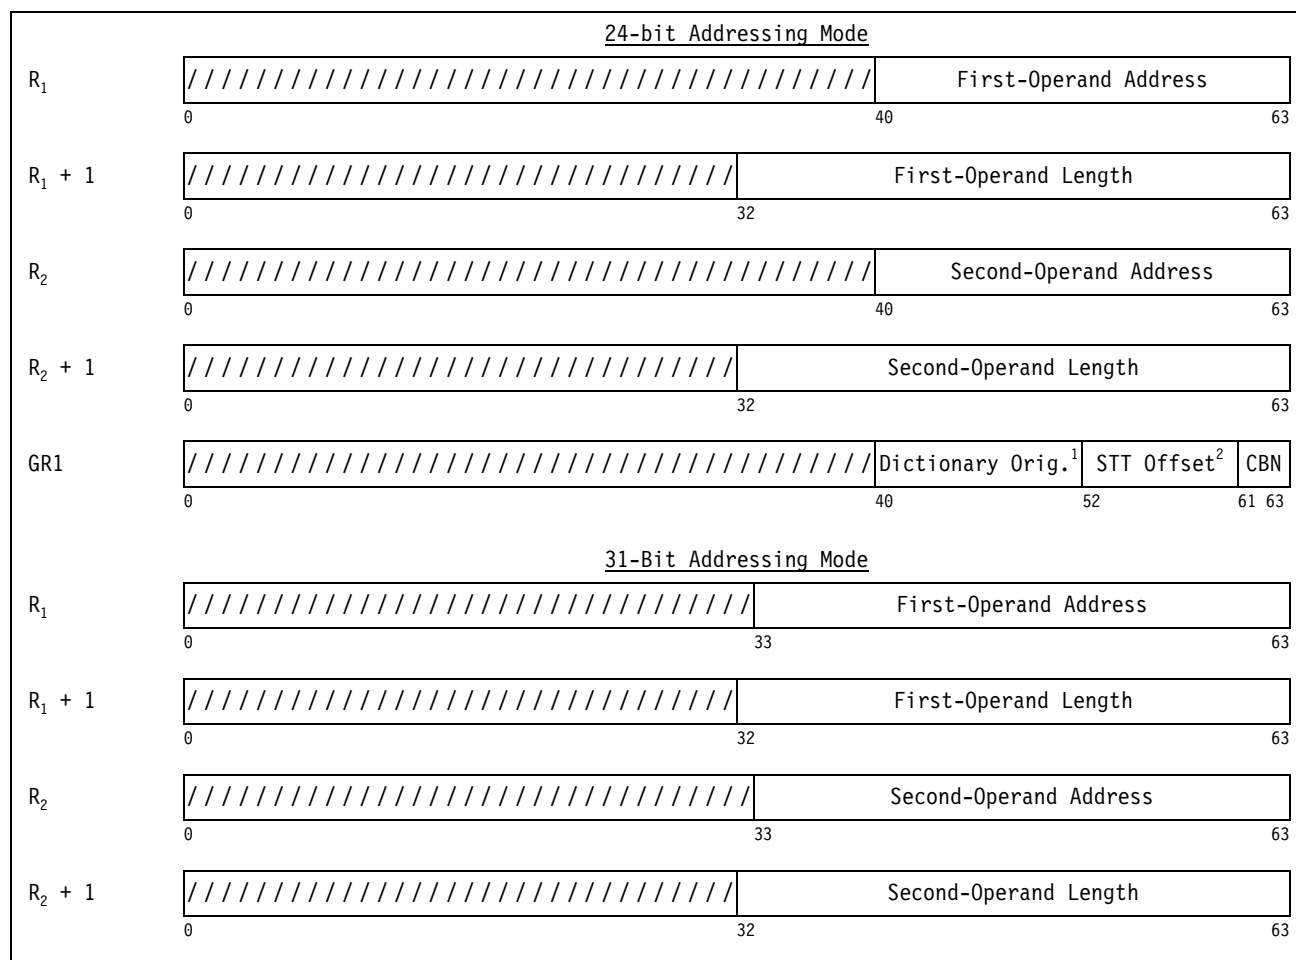 24-bit Addressing Mode
R₁ //////////////////////////////////////// First-Operand Address
0 40 63
R₁ + 1 //////////////////////////////// First-Operand Length
0 32 63
R₂ //////////////////////////////////////// Second-Operand Address
0 40 63
R₂ + 1 //////////////////////////////// Second-Operand Length
0 32 63
GR1 //////////////////////////////////////// Dictionary Orig.¹ STT Offset² CBN
0 40 52 61 63
31-Bit Addressing Mode
R₁ ///////////////////////////////// First-Operand Address
0 33 63
R₁ + 1 //////////////////////////////// First-Operand Length
0 32 63
R₂ ///////////////////////////////// Second-Operand Address
0 33 63
R₂ + 1 //////////////////////////////// Second-Operand Length
0 32 63